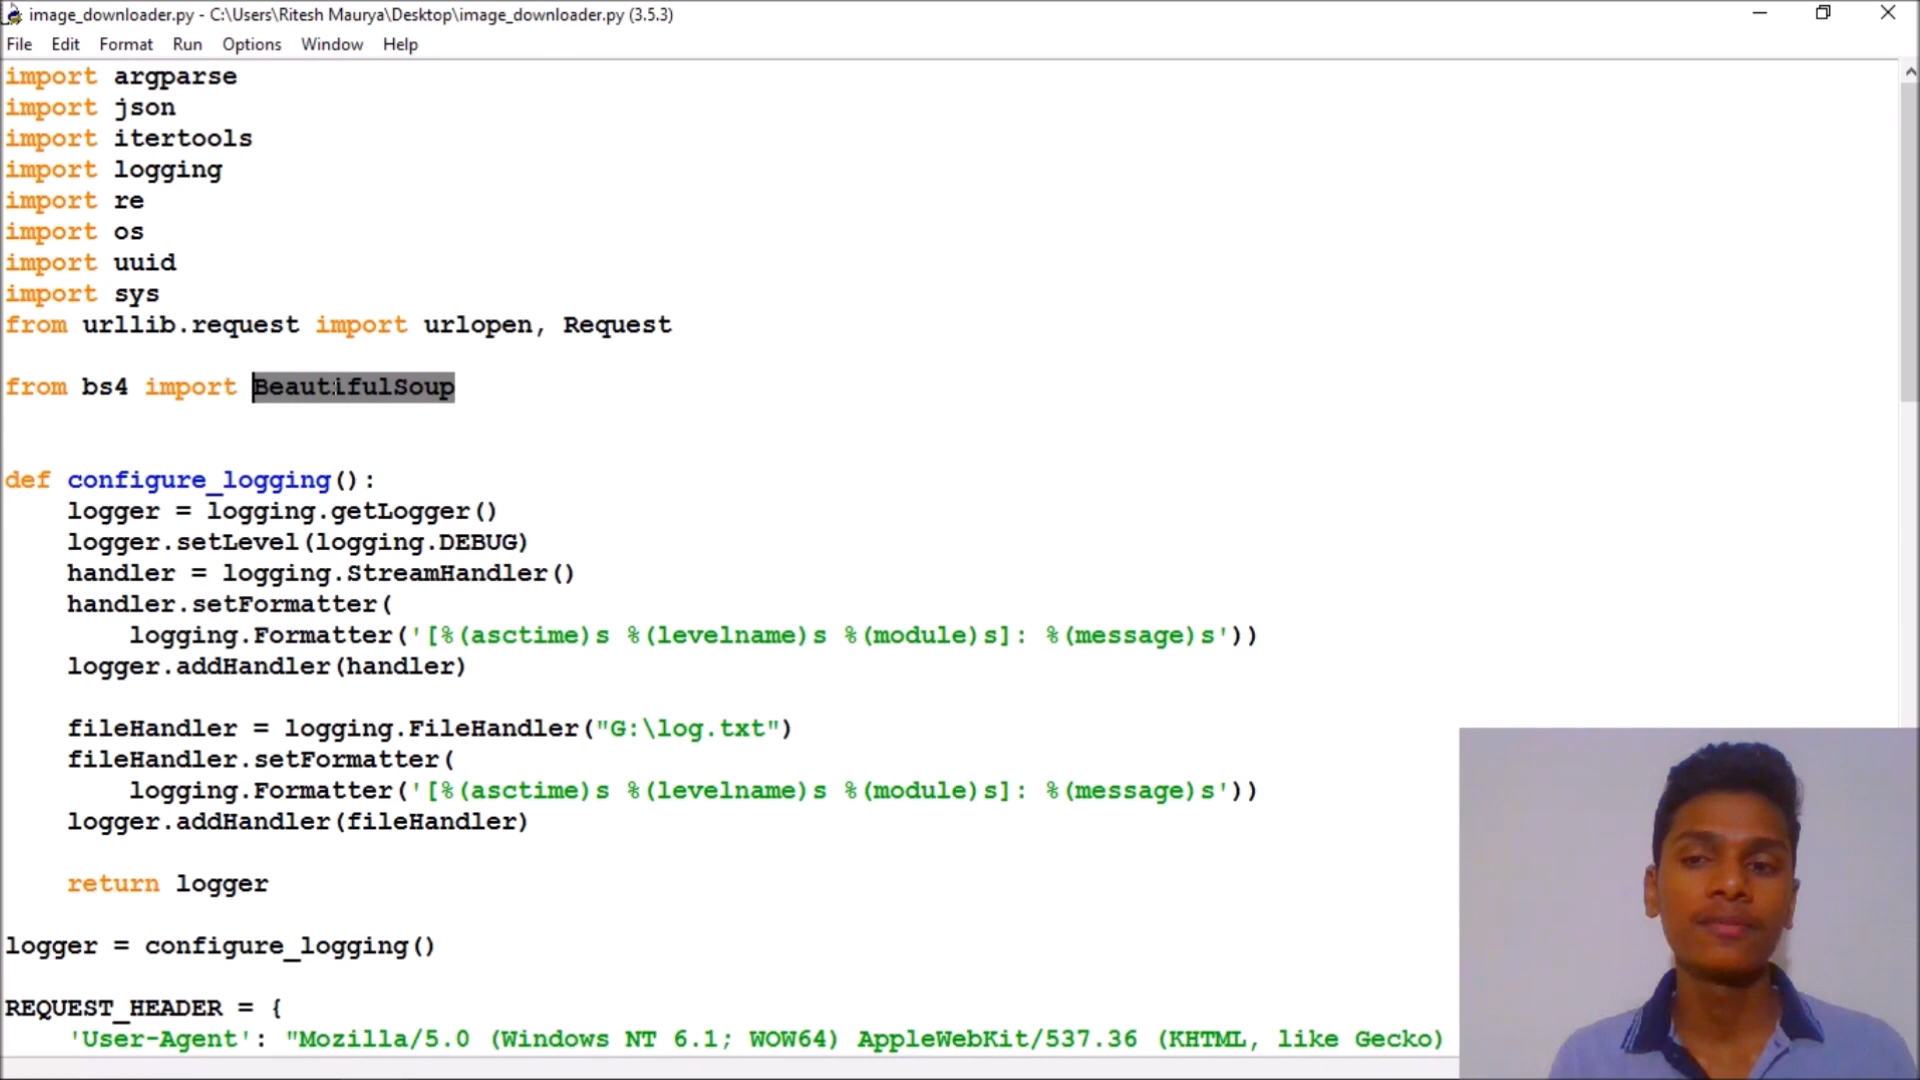 image_downloader.py - C:\Users\Ritesh Maurya\Desktop\image_downloader.py (3.5.3)
File Edit Format Run Options Window Help
import argparse
import json
import itertools
import logging
import re
import os
import uuid
import sys
from urllib.request import urlopen, Request
from bs4 import BeautifulSoup
def configure_logging():
    logger = logging.getLogger()
    logger.setLevel(logging.DEBUG)
    handler = logging.StreamHandler()
    handler.setFormatter(
        logging.Formatter('[%(asctime)s %(levelname)s %(module)s]: %(message)s'))
    logger.addHandler(handler)
    fileHandler = logging.FileHandler("G:\log.txt")
    fileHandler.setFormatter(
        logging.Formatter('[%(asctime)s %(levelname)s %(module)s]: %(message)s'))
    logger.addHandler(fileHandler)
    return logger
logger = configure_logging()
REQUEST_HEADER = {
    'User-Agent': "Mozilla/5.0 (Windows NT 6.1; WOW64) AppleWebKit/537.36 (KHTML, like Gecko)